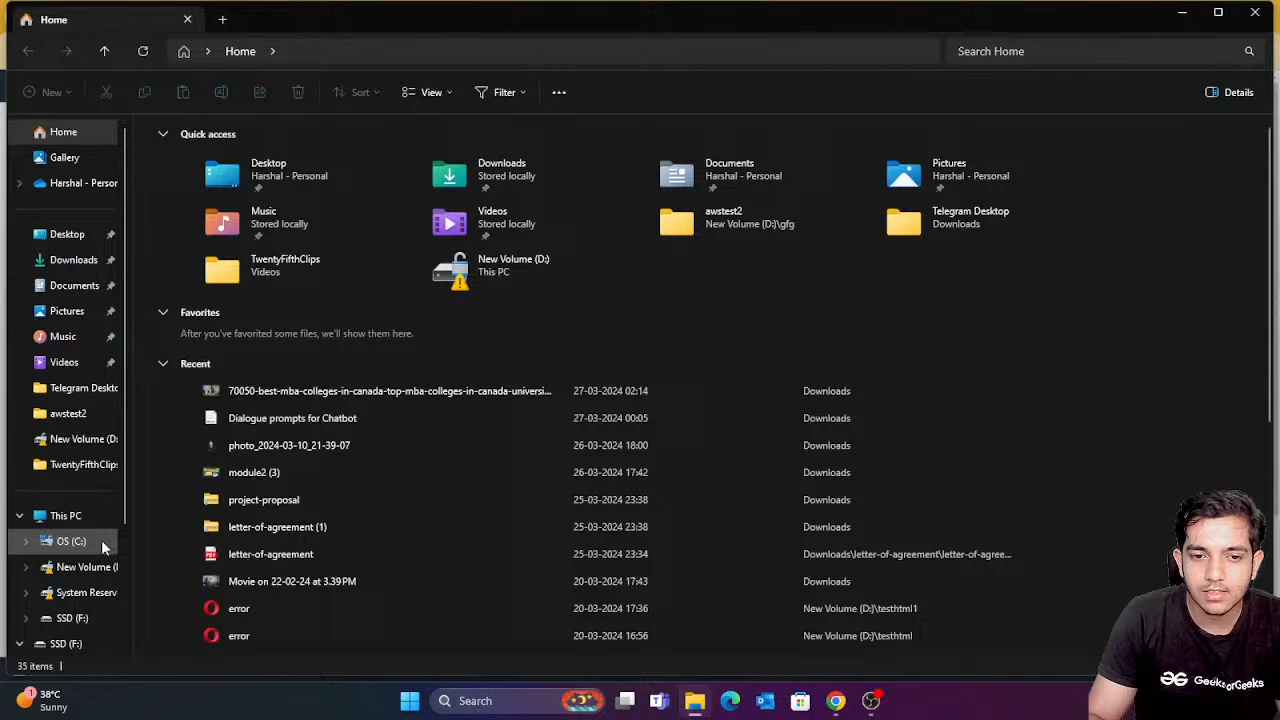 Home
Home
Search Home
New
Sort
View
Filter
Details
Home
Gallery
Harshal - Persor
Desktop
Downloads
Documents
Pictures
Music
Videos
Telegram Deskto
awstest2
New Volume (D:
TwentyFifthClips
This PC
OS (C:)
New Volume (I
System Reserv
SSD (F:)
SSD (F:)
Quick access
Desktop
Harshal - Personal
Downloads
Stored locally
Documents
Harshal - Personal
Pictures
Harshal - Personal
Music
Stored locally
Videos
Stored locally
awstest2
New Volume (D:)\gfg
Telegram Desktop
Downloads
TwentyFifthClips
Videos
New Volume (D:)
This PC
Favorites
After you've favorited some files, we'll show them here.
Recent
70050-best-mba-colleges-in-canada-top-mba-colleges-in-canada-universi... 27-03-2024 02:14 Downloads
Dialogue prompts for Chatbot 27-03-2024 00:05 Downloads
photo_2024-03-10_21-39-07 26-03-2024 18:00 Downloads
module2 (3) 26-03-2024 17:42 Downloads
project-proposal 25-03-2024 23:38 Downloads
letter-of-agreement (1) 25-03-2024 23:38 Downloads
letter-of-agreement 25-03-2024 23:34 Downloads\letter-of-agreement\letter-of-agree...
Movie on 22-02-24 at 3.39 PM 20-03-2024 17:43 Downloads
error 20-03-2024 17:36 New Volume (D:)\testhtml1
error 20-03-2024 16:56 New Volume (D:)\testhtml
35 items
GeeksforGeeks
1
38°C
Sunny
Search